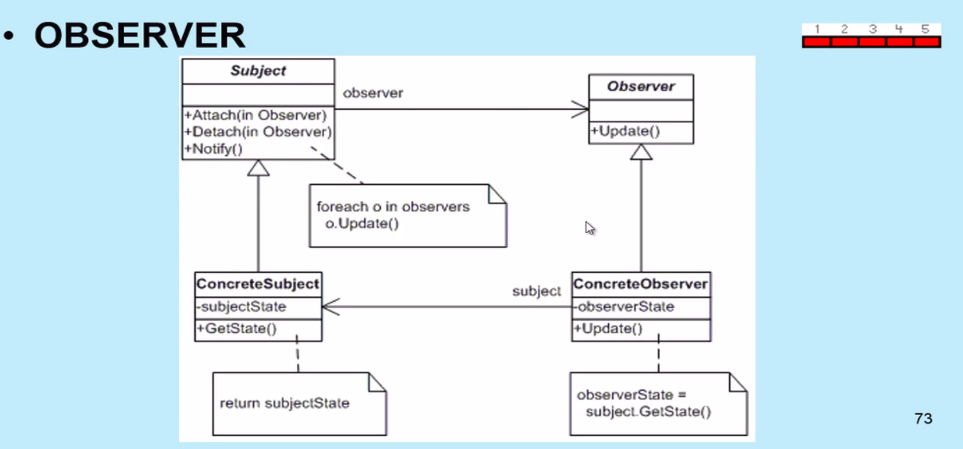 • OBSERVER
1 2 3 4 5
Subject
+Attach(in Observer)
+Detach(in Observer)
+Notify()
observer
Observer
+Update()
foreach o in observers
o.Update()
ConcreteSubject
-subjectState
+GetState()
subject
ConcreteObserver
-observerState
+Update()
return subjectState
observerState =
subject.GetState()
73